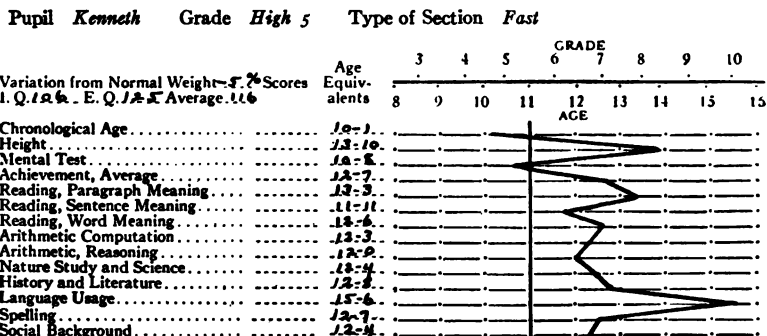 Pupil Kenneth Grade High 5 Type of Section Fast
GRADE
3 4 5 6 7 8 9 10
Variation from Normal Weight-5.% Scores Age Equiv-alents
I. Q. 106. E. Q. 125 Average 116
8 9 10 11 12 13 14 15 15
AGE
Chronological Age 10-1
Height 13-10
Mental Test 10-8
Achievement, Average 12-7
Reading, Paragraph Meaning 13-3
Reading, Sentence Meaning 11-11
Reading, Word Meaning 12-6
Arithmetic Computation 12-3
Arithmetic, Reasoning 12-0
Nature Study and Science 12-4
History and Literature 12-8
Language Usage 15-6
Spelling 12-7
Social Background 12-4